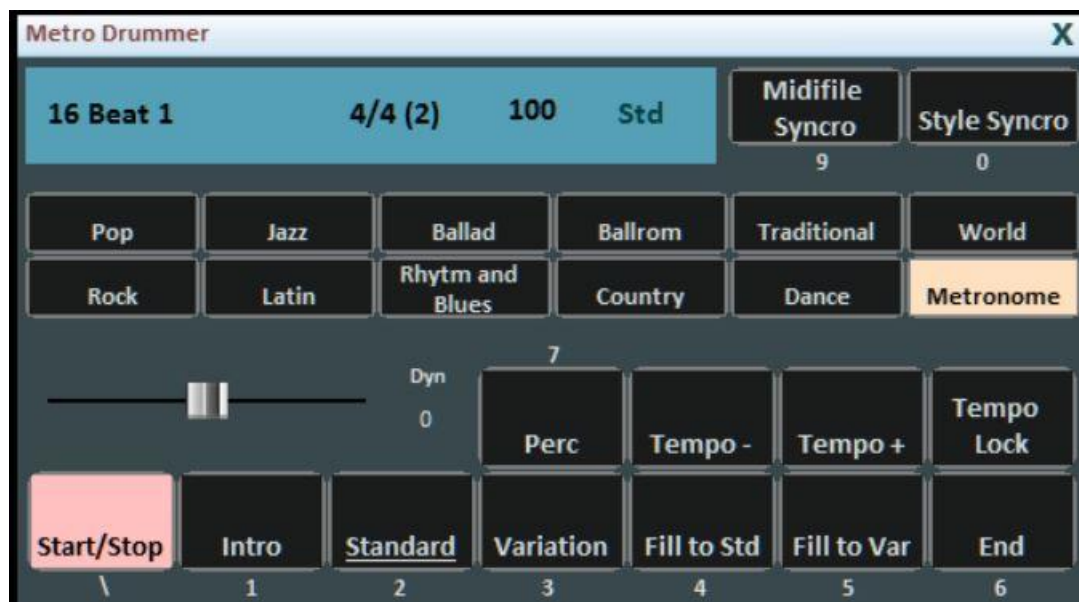 Metro Drummer X
16 Beat 1 4/4 (2) 100 Std
Midifile
Syncro
Style Syncro
9 0
Pop Jazz Ballad Ballrom Traditional World
Rock Latin Rhytm and
Blues Country Dance Metronome
7
Dyn
0
Perc Tempo - Tempo + Tempo
Lock
Start/Stop Intro Standard Variation Fill to Std Fill to Var End
\ 1 2 3 4 5 6